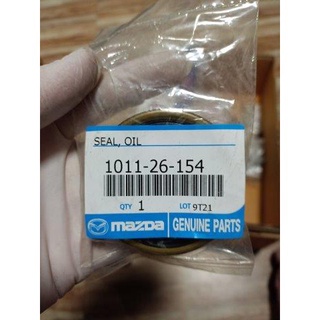 SEAL, OIL
1011-26-154
QTY 1 LOT 9T21
mazda GENUINE PARTS